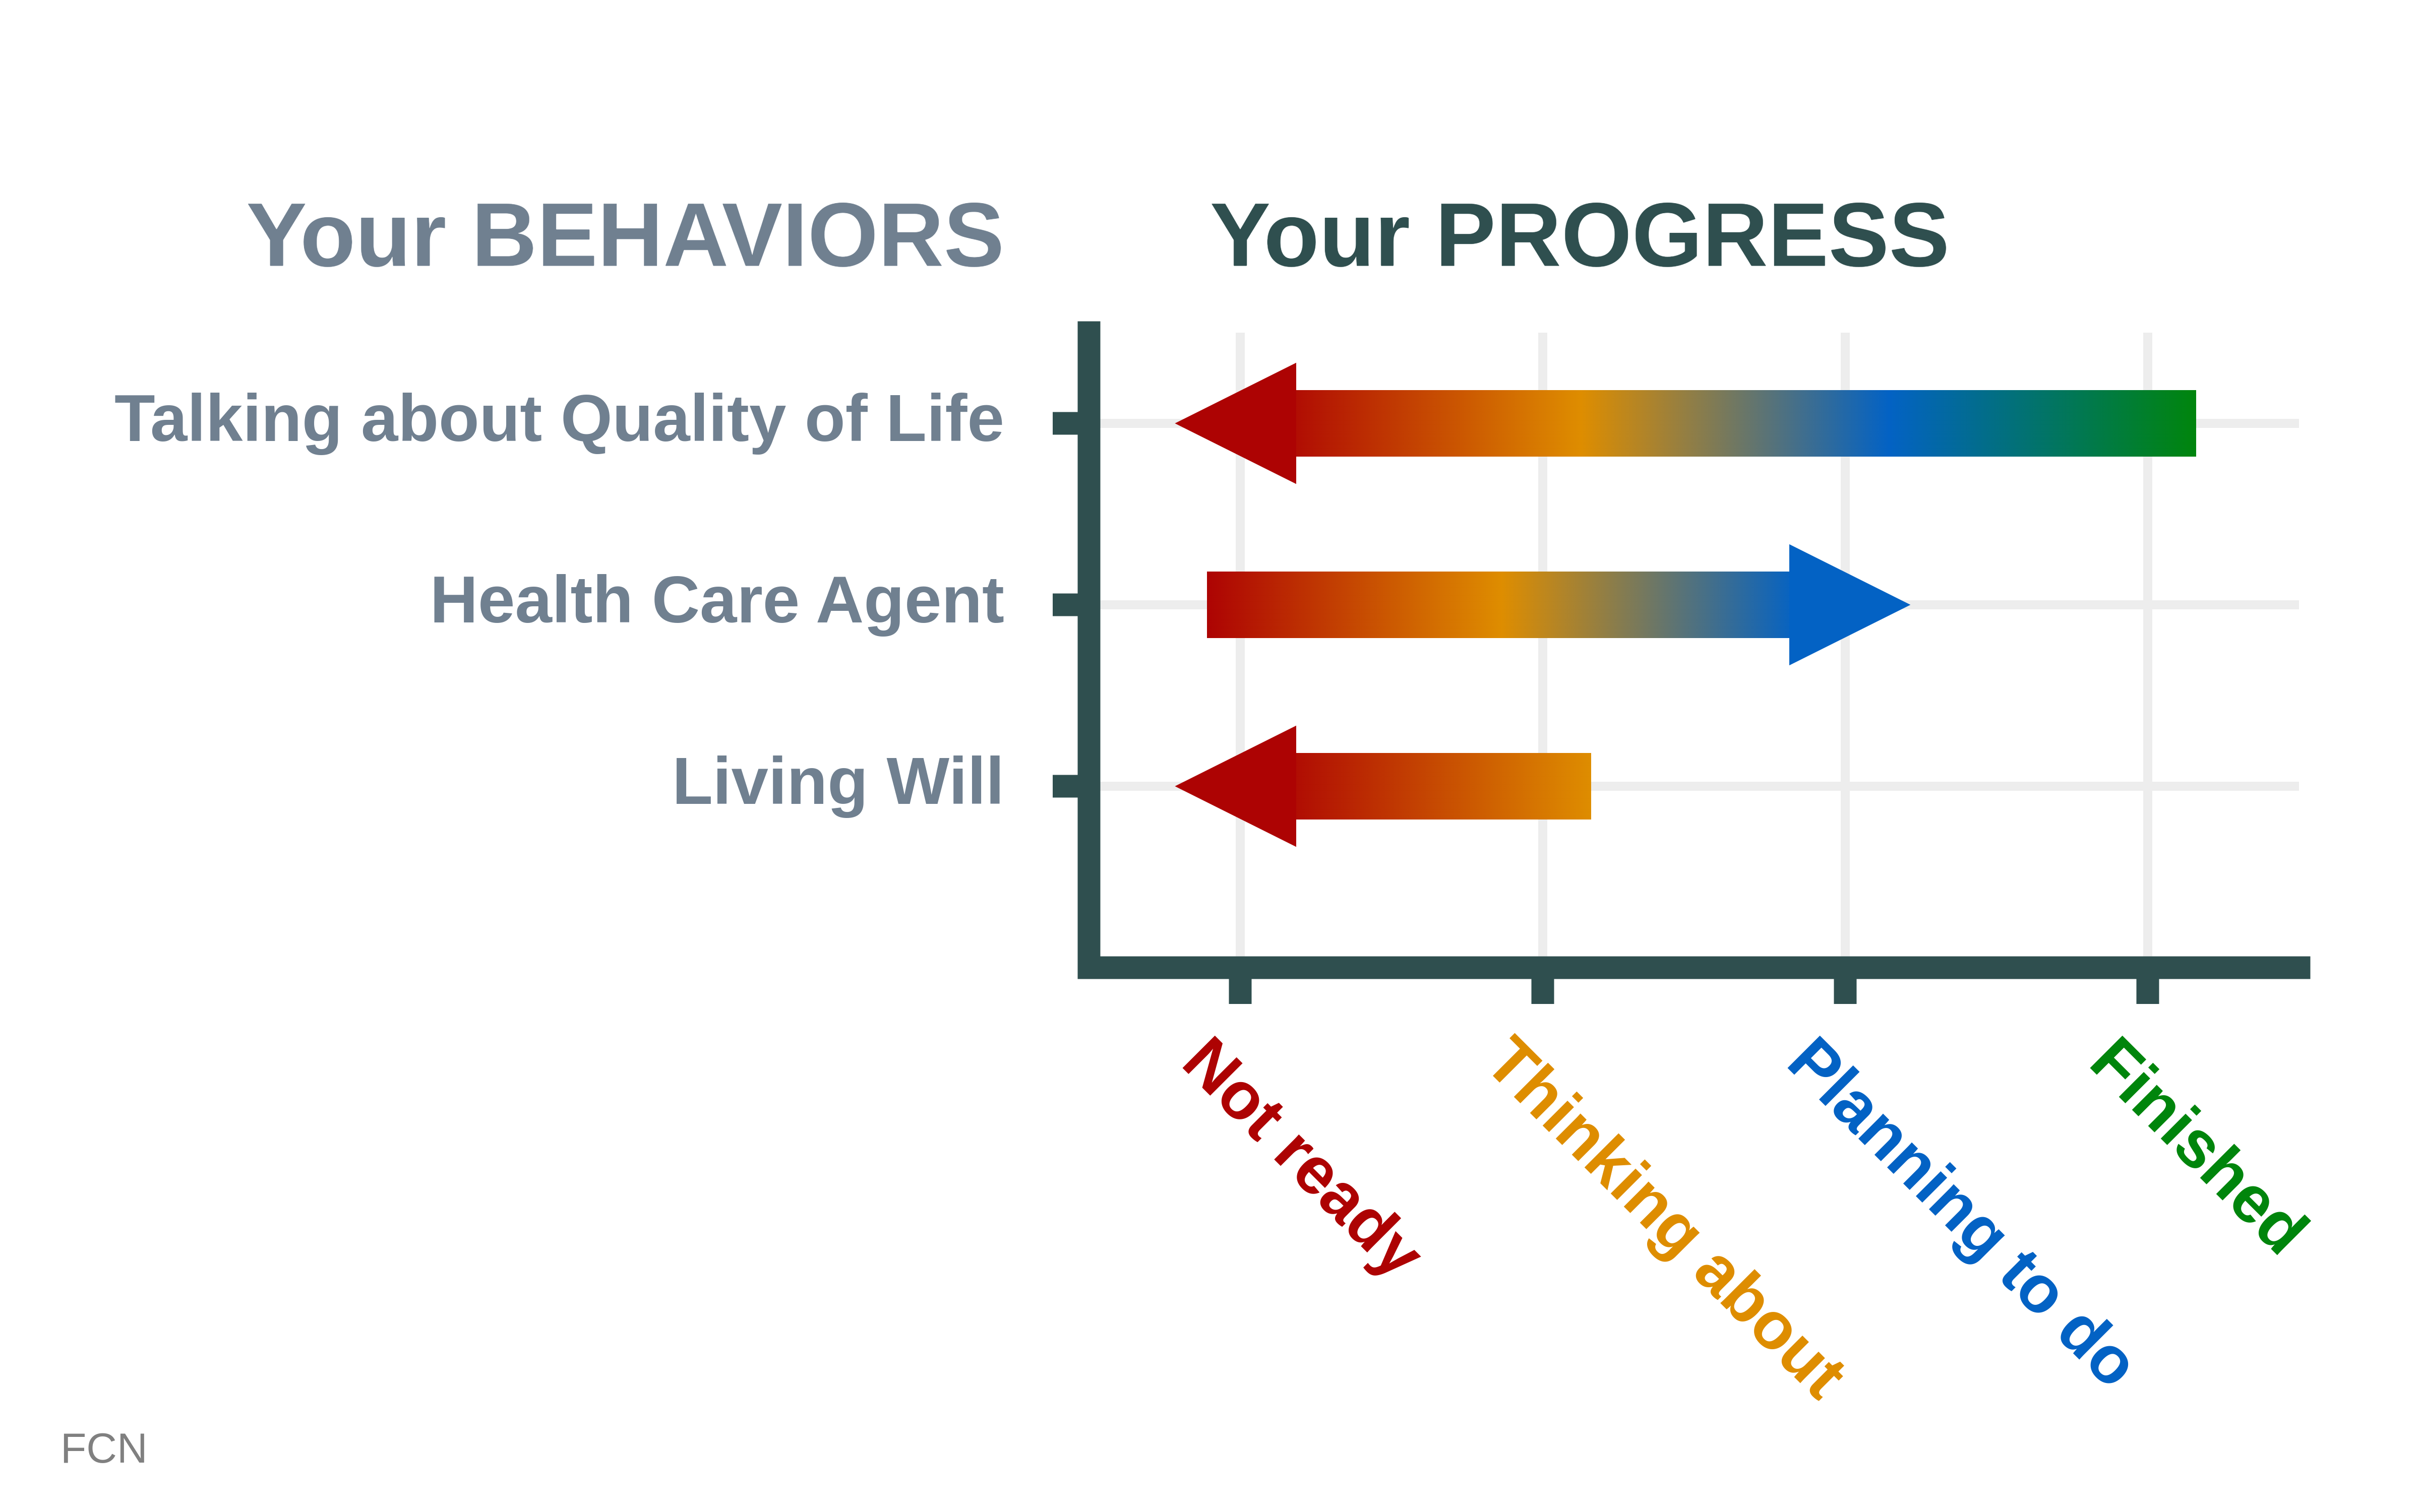 Your BEHAVIORS
Your PROGRESS
Talking about Quality of Life
Health Care Agent
Living Will
Not ready
Thinking about
Planning to do
Finished
FCN